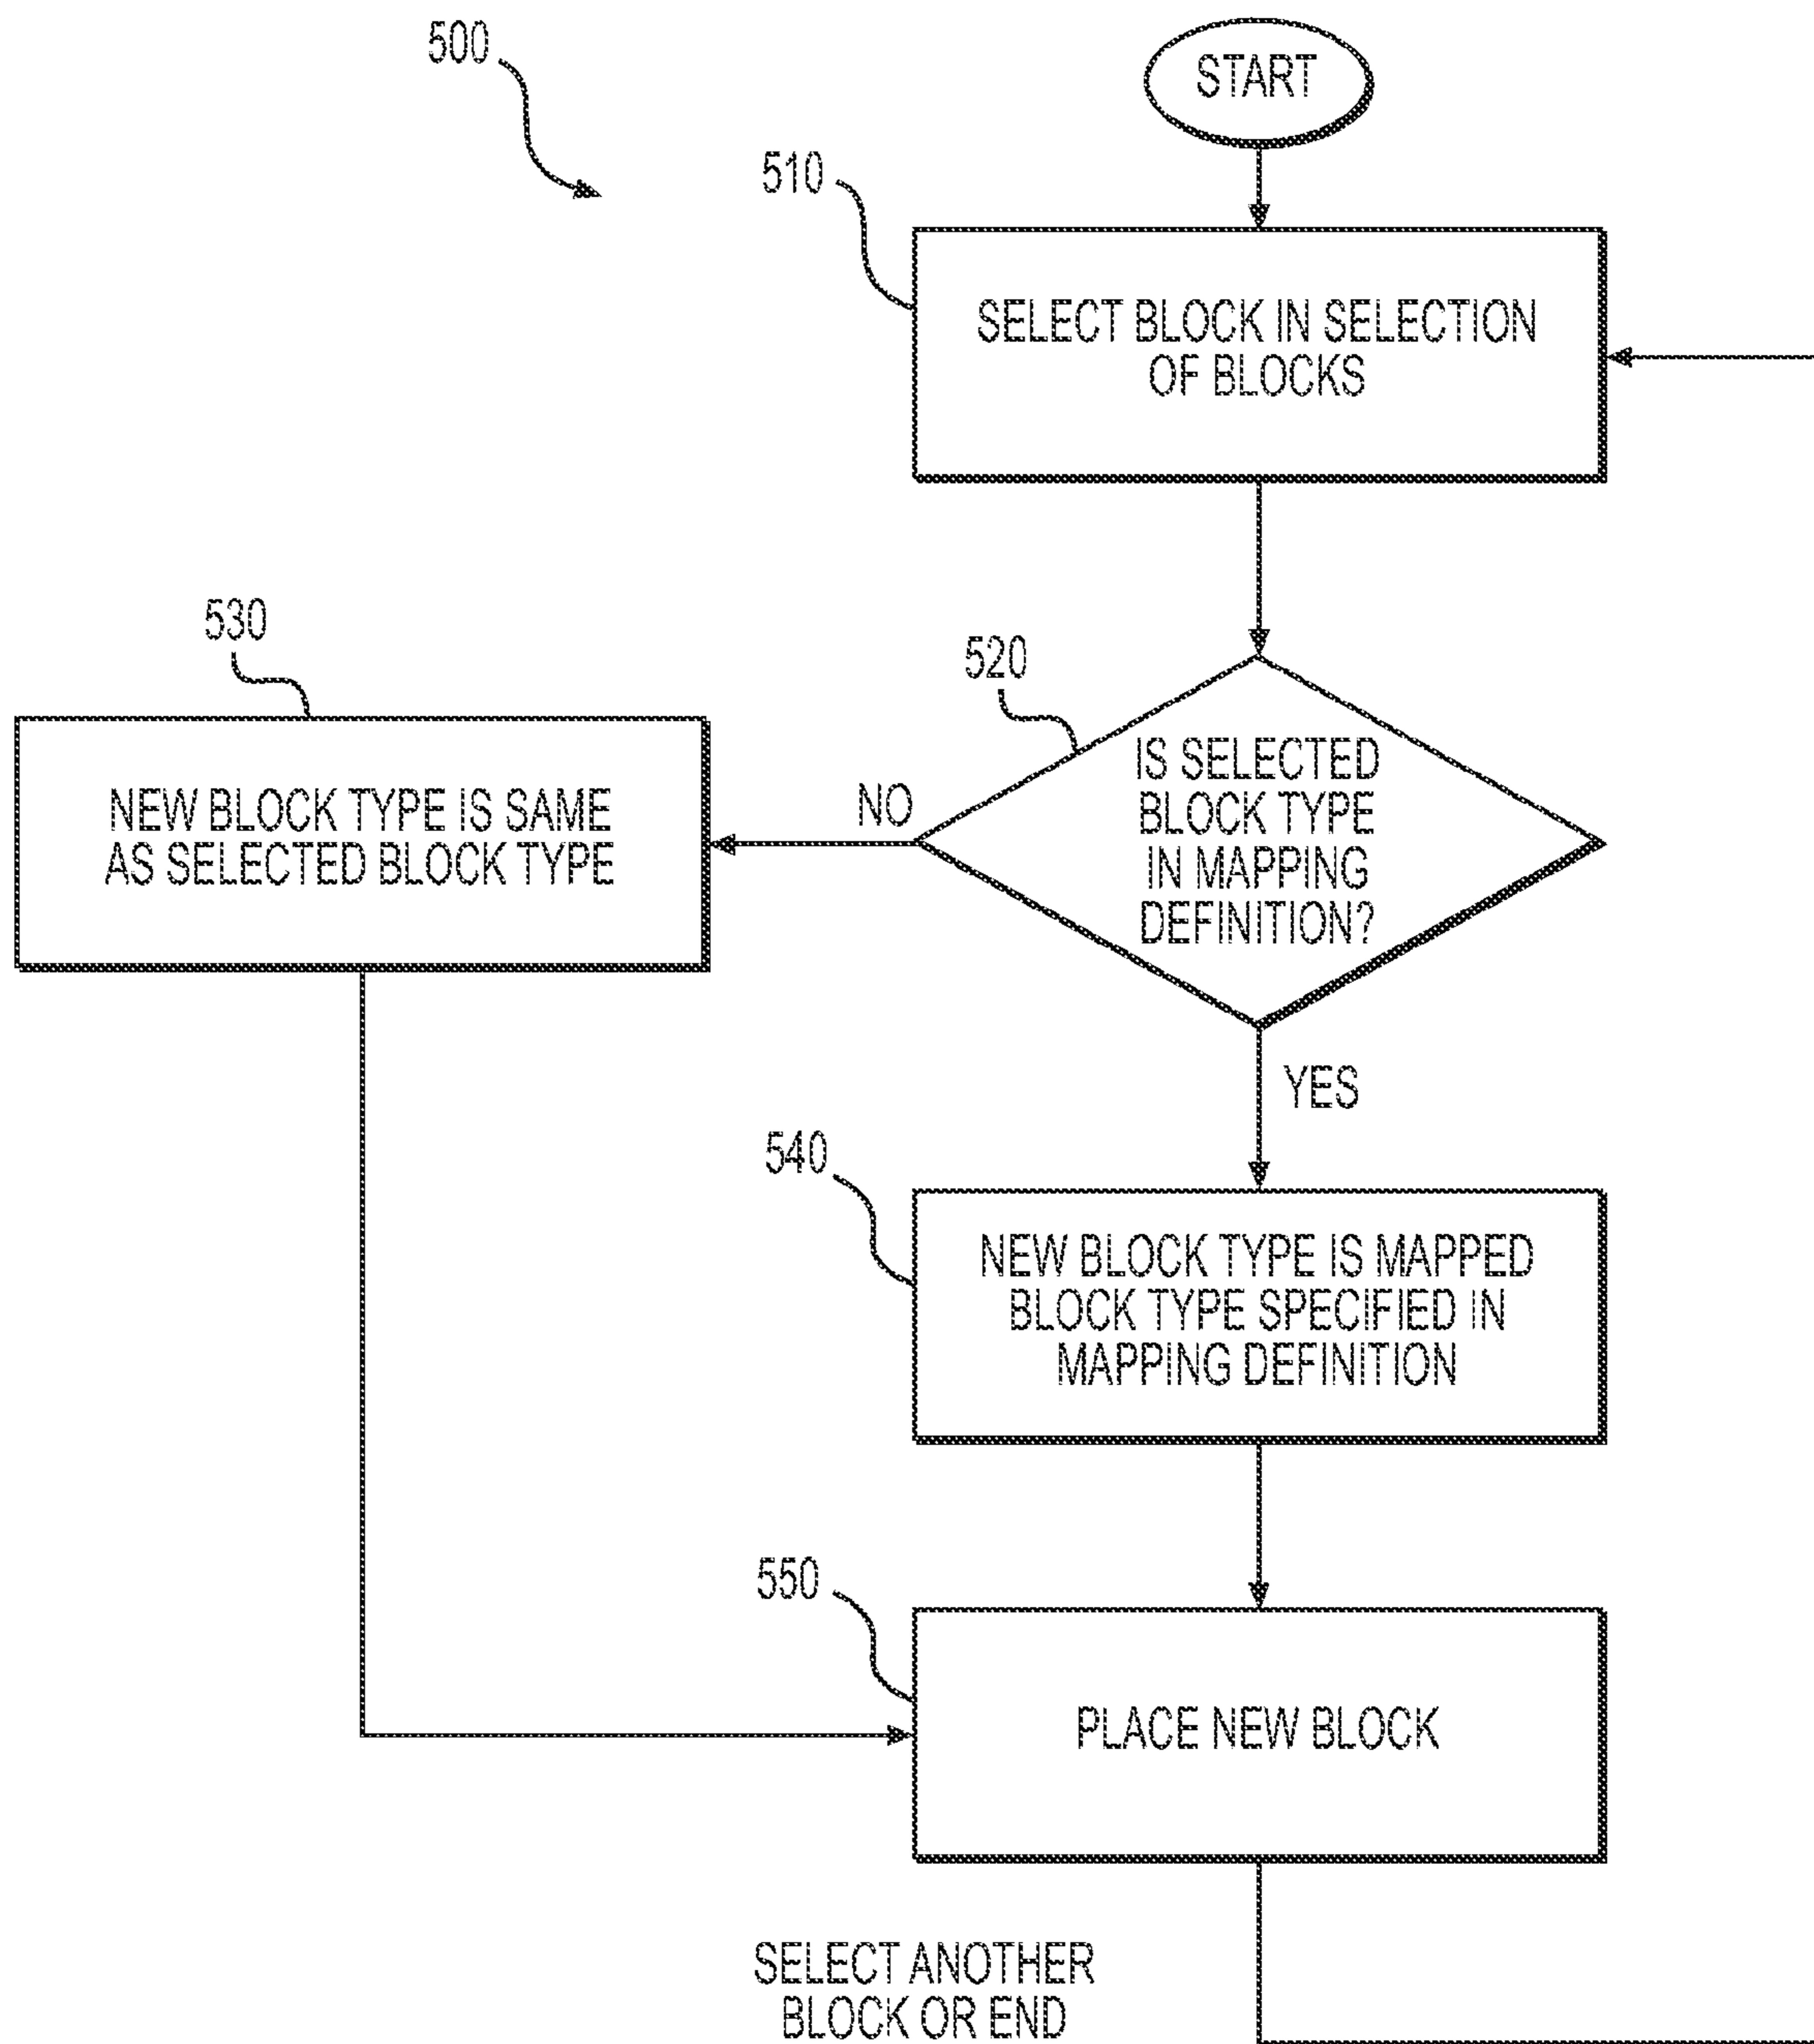 500
START
510
SELECT BLOCK IN SELECTION
OF BLOCKS
530
520
IS SELECTED
BLOCK TYPE
IN MAPPING
DEFINITION?
NO
NEW BLOCK TYPE IS SAME
AS SELECTED BLOCK TYPE
YES
540
NEW BLOCK TYPE IS MAPPED
BLOCK TYPE SPECIFIED IN
MAPPING DEFINITION
550
PLACE NEW BLOCK
SELECT ANOTHER
BLOCK OR END